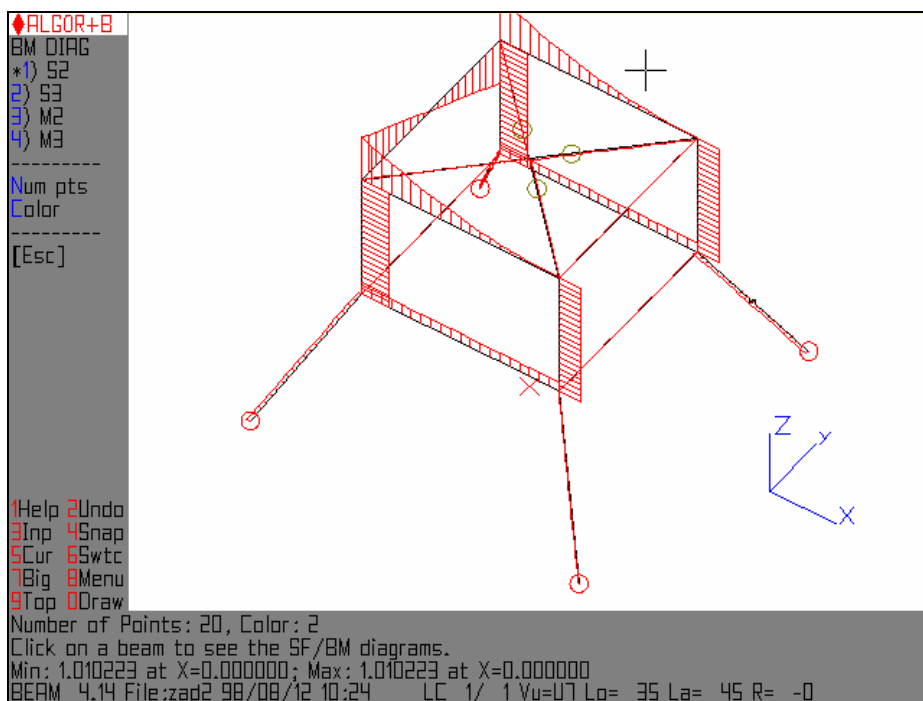 ALGOR+B
BM DIAG
*1) S2
2) S3
3) M2
4) M3
---------
Num pts
Color
---------
[Esc]
Z
y
X
1Help 2Undo
3Inp 4Snap
5Cur 6Swtc
7Big 8Menu
9Top 0Draw
Number of Points: 20, Color: 2
Click on a beam to see the SF/BM diagrams.
Min: 1.010223 at X=0.000000; Max: 1.010223 at X=0.000000
BEAM 4.14 File:zad2 98/08/12 10:24 LC 1/ 1 Vu=U7 Lo= 35 La= 45 R= -0